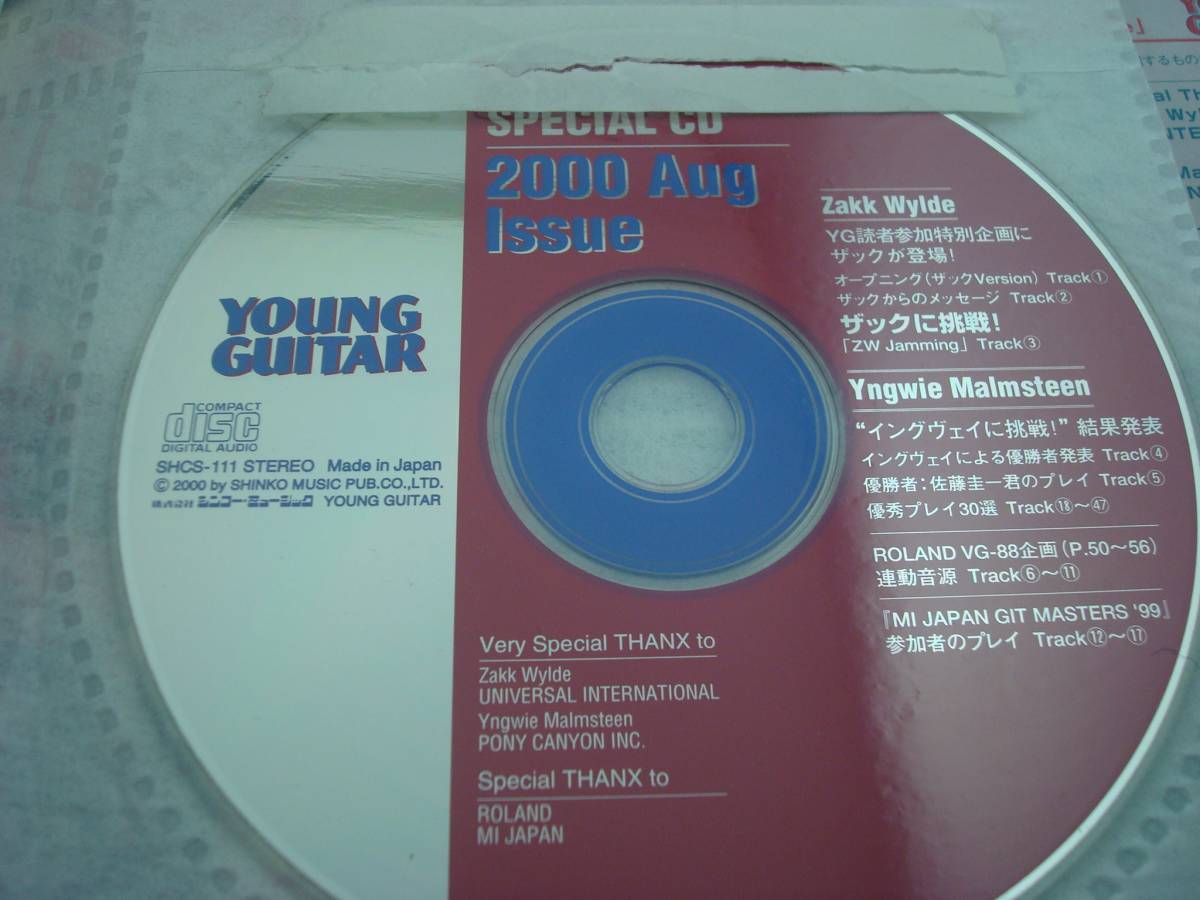 SPECIAL CD
2000 Aug
Issue
YOUNG
GUITAR
COMPACT
disc
DIGITAL AUDIO
SHCS-111 STEREO Made in Japan
© 2000 by SHINKO MUSIC PUB.CO.,LTD.
株式会社 シンコー・ミュージック YOUNG GUITAR
Zakk Wylde
YG読者参加特別企画に
ザックが登場!
オープニング(ザックVersion) Track①
ザックからのメッセージ Track②
ザックに挑戦!
「ZW Jamming」Track③
Yngwie Malmsteen
“イングヴェイに挑戦!”結果発表
イングヴェイによる優勝者発表 Track④
優勝者:佐藤圭一君のプレイ Track⑤
優秀プレイ30選 Track⑱〜㊼
ROLAND VG-88企画(P.50〜56)
連動音源 Track⑥〜⑪
『MI JAPAN GIT MASTERS '99』
参加者のプレイ Track⑫〜⑰
Very Special THANX to
Zakk Wylde
UNIVERSAL INTERNATIONAL
Yngwie Malmsteen
PONY CANYON INC.
Special THANX to
ROLAND
MI JAPAN